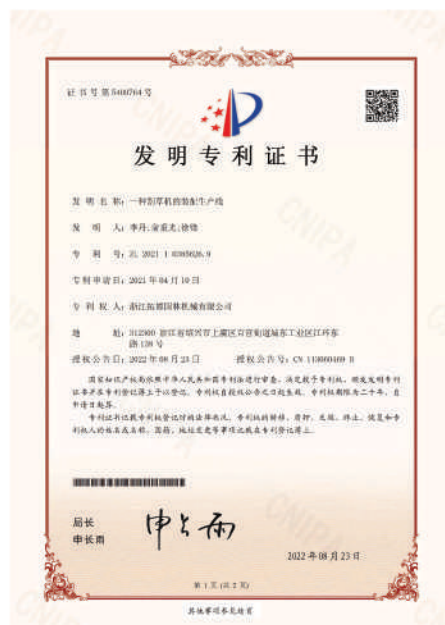 证书号第5400764号
发明专利证书
发明名称：一种割草机的装配生产线
发明人：李丹;俞重尤;徐锋
专利号：ZL 2021 1 0385626.9
专利申请日：2021年04月10日
专利权人：浙江拓博园林机械有限公司
地址：312300 浙江省绍兴市上虞区百官街道城东工业区江环东
路138号
授权公告日：2022年08月23日 授权公告号：CN 113060469 B
国家知识产权局依照中华人民共和国专利法进行审查，决定授予专利权，颁发发明专利
证书并在专利登记簿上予以登记。专利权自授权公告之日起生效。专利权期限为二十年，自
申请日起算。
专利证书记载专利权登记时的法律状况。专利权的转移、质押、无效、终止、恢复和专
利权人的姓名或名称、国籍、地址变更等事项记载在专利登记簿上。
局长
申长雨
申长雨
2022年08月23日
第 1 页 (共 2 页)
其他事项参见续页
CNIPA